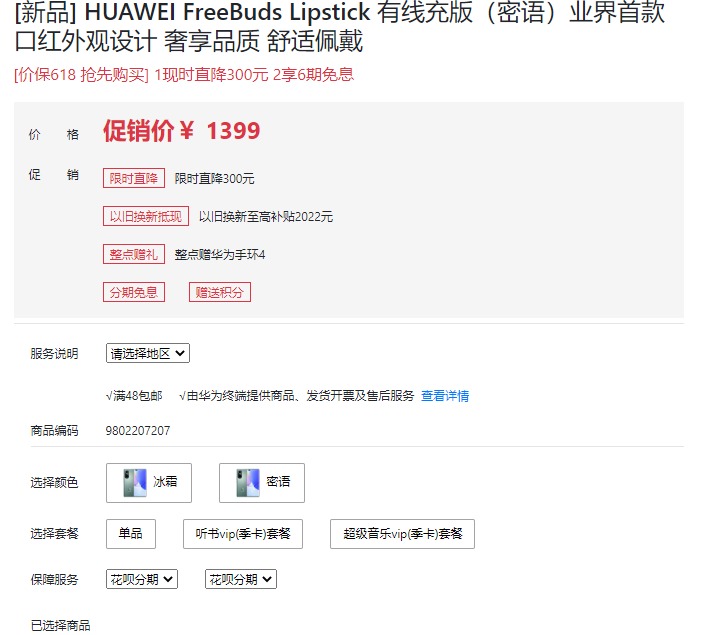 [新品] HUAWEI FreeBuds Lipstick 有线充版（密语）业界首款
口红外观设计 奢享品质 舒适佩戴
[价保618 抢先购买] 1现时直降300元 2享6期免息
价 格 促销价￥ 1399
促 销 限时直降 限时直降300元
以旧换新抵现 以旧换新至高补贴2022元
整点赠礼 整点赠华为手环4
分期免息 赠送积分
服务说明 请选择地区
√满48包邮 √由华为终端提供商品、发货开票及售后服务 查看详情
商品编码 9802207207
选择颜色 冰霜 密语
选择套餐 单品 听书vip(季卡)套餐 超级音乐vip(季卡)套餐
保障服务 花呗分期 花呗分期
已选择商品